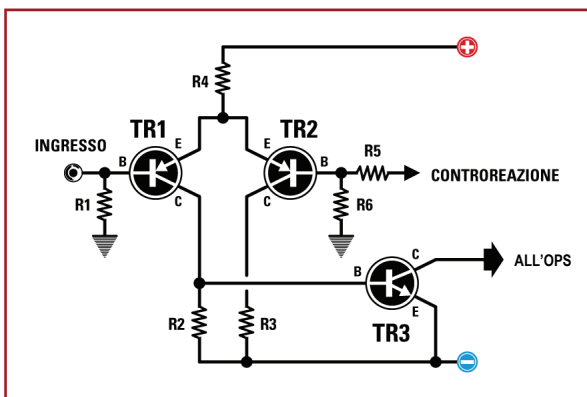 +
R4
TR1
TR2
E
E
INGRESSO
R5
B
B
CONTROREAZIONE
R1
R6
C
C
C
ALL'OPS
B
E
R2
R3
TR3
−